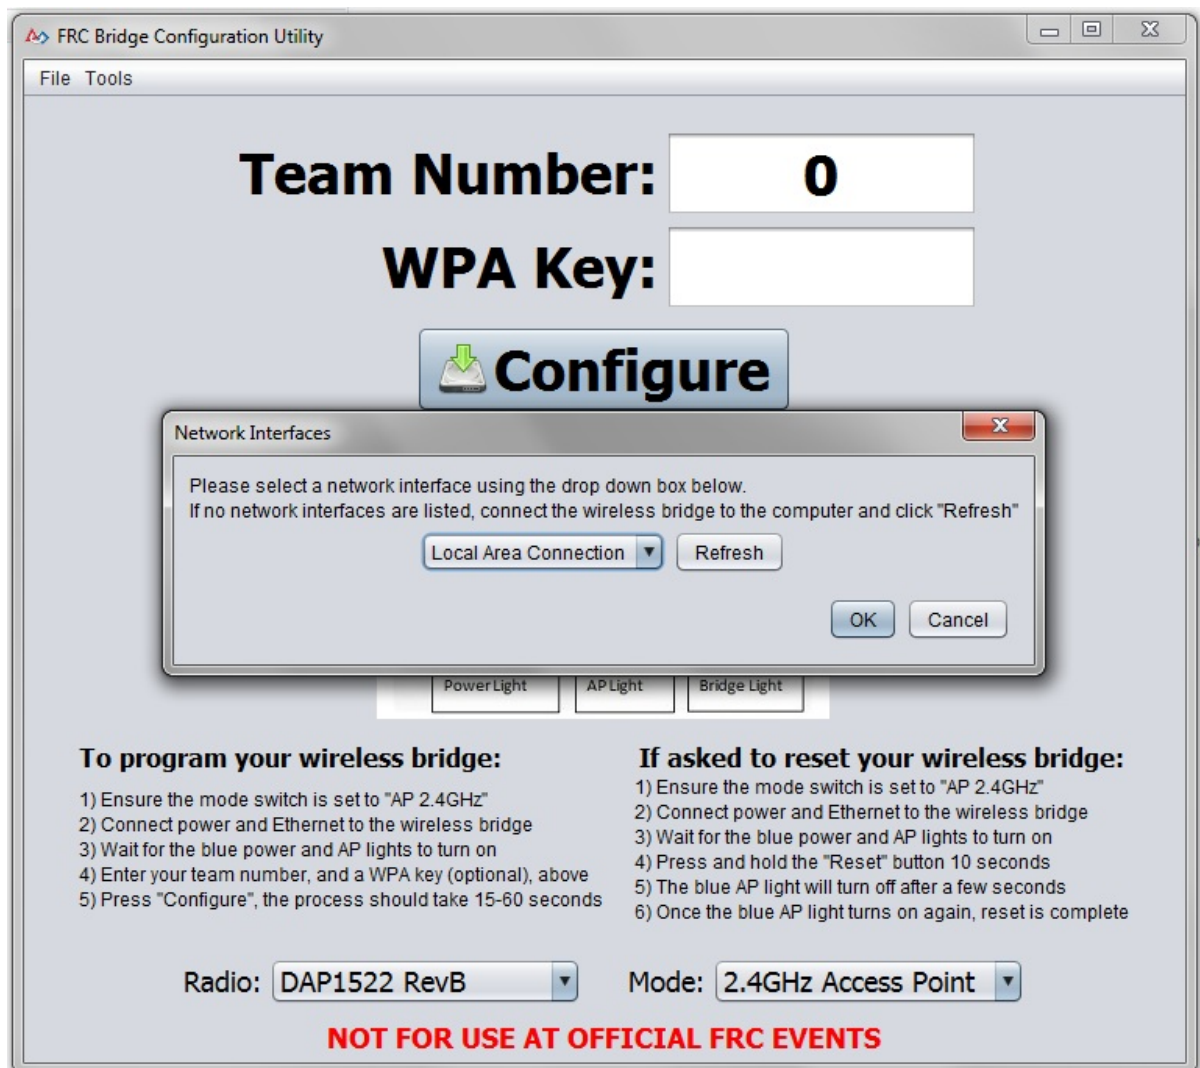 FRC Bridge Configuration Utility
File Tools
Team Number: 0
WPA Key:
Configure
Network Interfaces
Please select a network interface using the drop down box below.
If no network interfaces are listed, connect the wireless bridge to the computer and click "Refresh"
Local Area Connection Refresh
OK Cancel
Power Light AP Light Bridge Light
To program your wireless bridge:
1) Ensure the mode switch is set to "AP 2.4GHz"
2) Connect power and Ethernet to the wireless bridge
3) Wait for the blue power and AP lights to turn on
4) Enter your team number, and a WPA key (optional), above
5) Press "Configure", the process should take 15-60 seconds
If asked to reset your wireless bridge:
1) Ensure the mode switch is set to "AP 2.4GHz"
2) Connect power and Ethernet to the wireless bridge
3) Wait for the blue power and AP lights to turn on
4) Press and hold the "Reset" button 10 seconds
5) The blue AP light will turn off after a few seconds
6) Once the blue AP light turns on again, reset is complete
Radio: DAP1522 RevB Mode: 2.4GHz Access Point
NOT FOR USE AT OFFICIAL FRC EVENTS